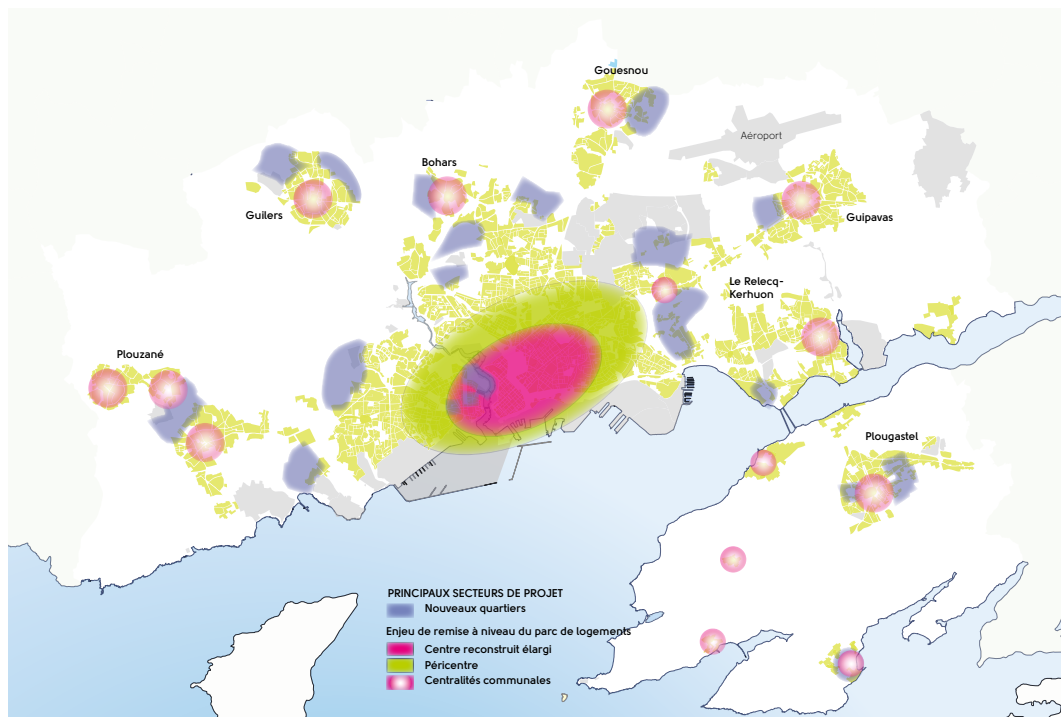 Gouesnou
Aéroport
Bohars
Guilers
Guipavas
Le Relecq-
Kerhuon
Plouzané
Plougastel
PRINCIPAUX SECTEURS DE PROJET
Nouveaux quartiers
Enjeu de remise à niveau du parc de logements
Centre reconstruit élargi
Péricentre
Centralités communales